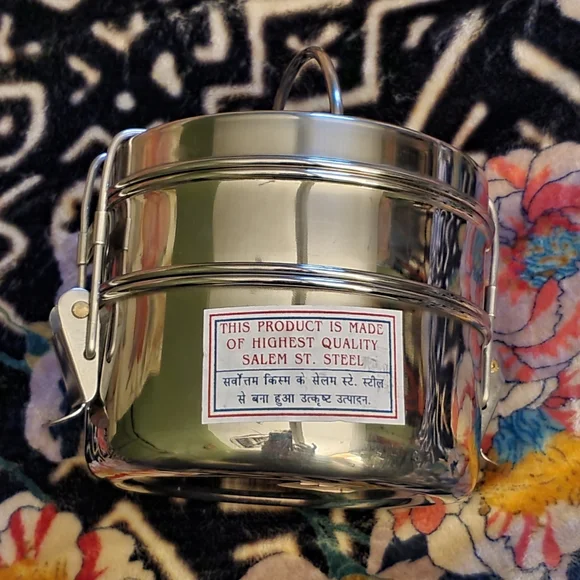 THIS PRODUCT IS MADE
OF HIGHEST QUALITY
SALEM ST. STEEL
सर्वोत्तम किस्म के सेलम स्टे. स्टील
से बना हुआ उत्कृष्ट उत्पादन.